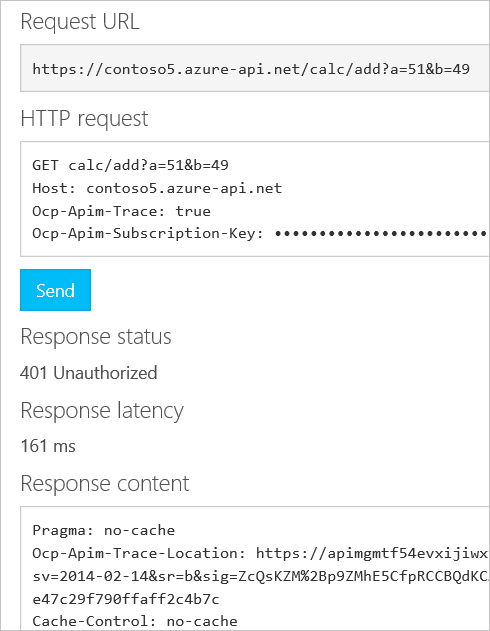 Request URL
https://contoso5.azure-api.net/calc/add?a=51&b=49
HTTP request
GET calc/add?a=51&b=49
Host: contoso5.azure-api.net
Ocp-Apim-Trace: true
Ocp-Apim-Subscription-Key: ••••••••••••••••••••••••
Send
Response status
401 Unauthorized
Response latency
161 ms
Response content
Pragma: no-cache
Ocp-Apim-Trace-Location: https://apimgmtf54evxijiwx
sv=2014-02-14&sr=b&sig=ZcQsKZM%2Bp9ZMhE5CfpRCCBQdKC
e47c29f790ffaff2c4b7c
Cache-Control: no-cache